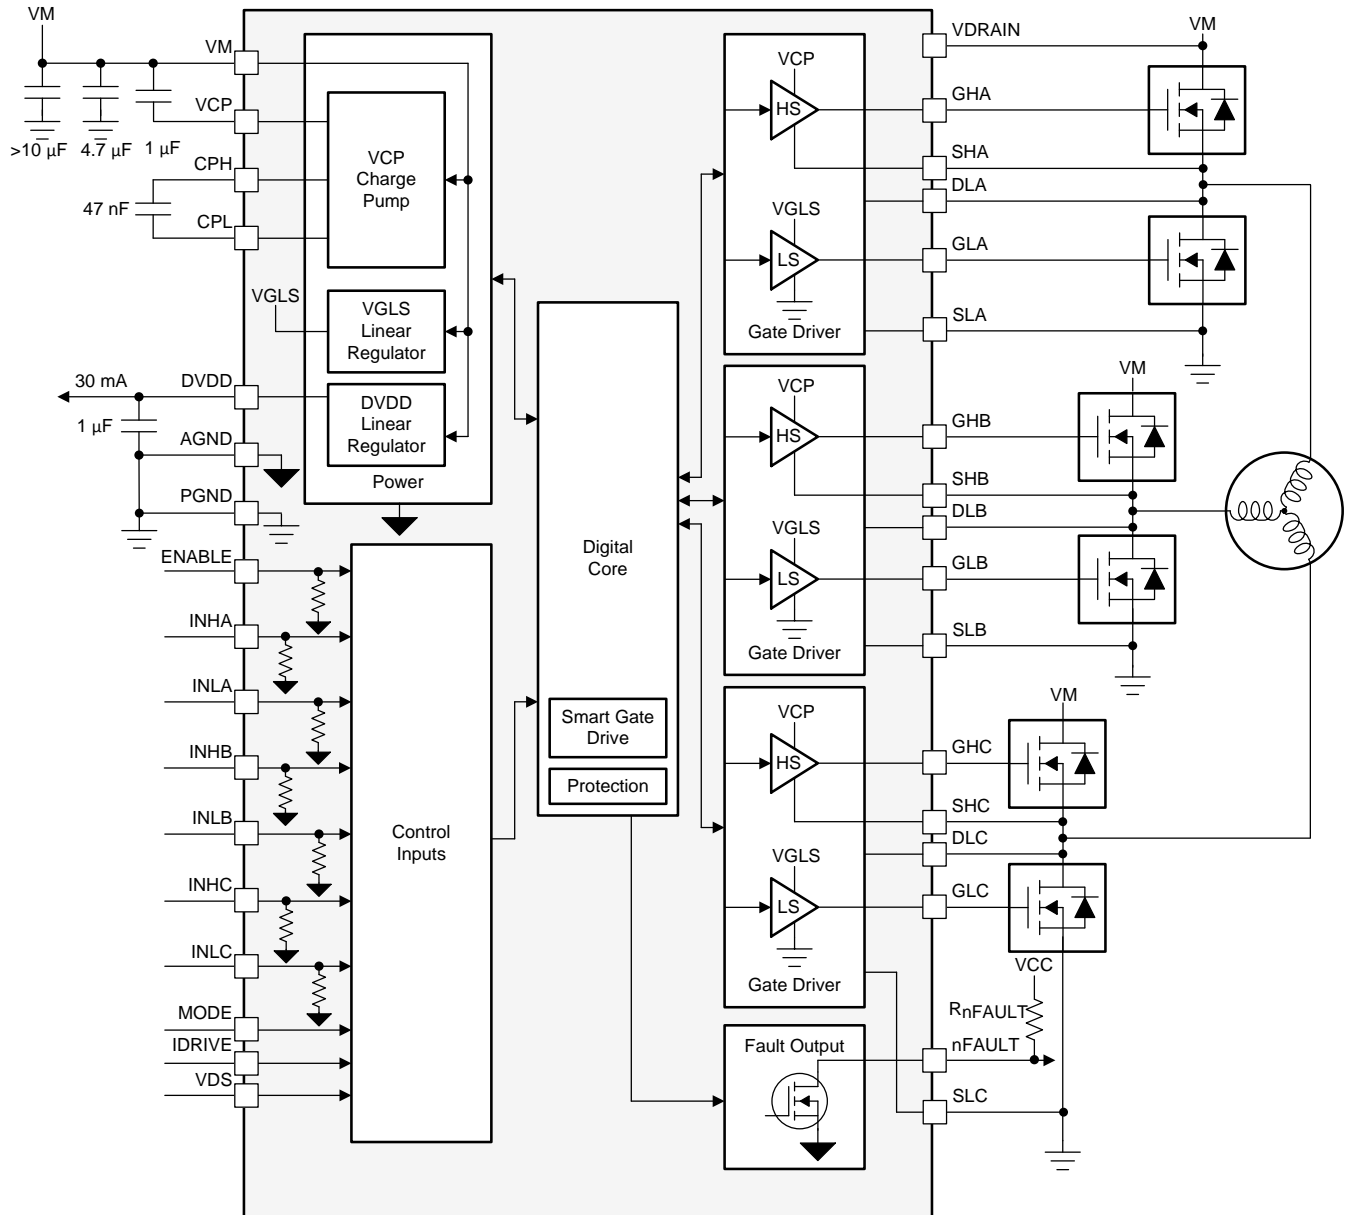 VM
VM
VCP
>10 µF
4.7 µF
1 µF
CPH
47 nF
CPL
30 mA
DVDD
1 µF
AGND
PGND
ENABLE
INHA
INLA
INHB
INLB
INHC
INLC
MODE
IDRIVE
VDS
VCP
Charge
Pump
VGLS
VGLS
Linear
Regulator
DVDD
Linear
Regulator
Power
Control
Inputs
Digital
Core
Smart Gate
Drive
Protection
VCP
HS
VGLS
LS
Gate Driver
VCP
HS
VGLS
LS
Gate Driver
VCP
HS
VGLS
LS
Gate Driver
Fault Output
VDRAIN
VM
GHA
SHA
DLA
GLA
SLA
VM
GHB
SHB
DLB
GLB
SLB
VM
GHC
SHC
DLC
GLC
VCC
RnFAULT
nFAULT
SLC